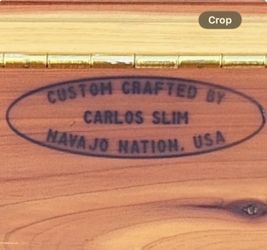 Crop
CUSTOM CRAFTED BY
CARLOS SLIM
NAVAJO NATION. USA